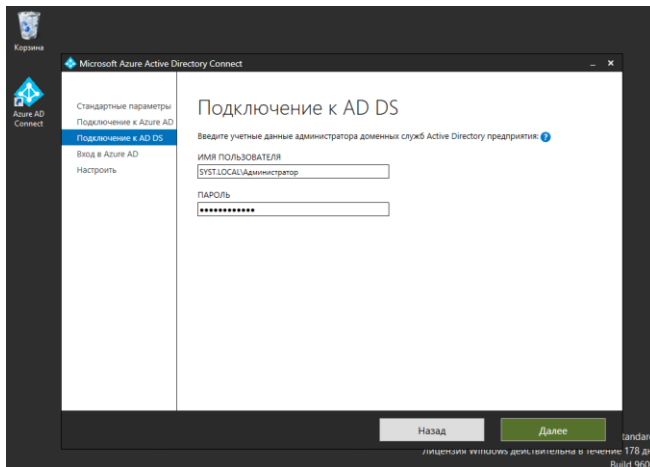 Корзина
Azure AD
Connect
Microsoft Azure Active Directory Connect
Стандартные параметры
Подключение к Azure AD
Подключение к AD DS
Вход в Azure AD
Настроить
Подключение к AD DS
Введите учетные данные администратора доменных служб Active Directory предприятия: ?
ИМЯ ПОЛЬЗОВАТЕЛЯ
SYST.LOCAL\Администратор
ПАРОЛЬ
••••••••••••
Назад
Далее
tandar
Лицензия Windows действительна в течение 178 д
Build 960